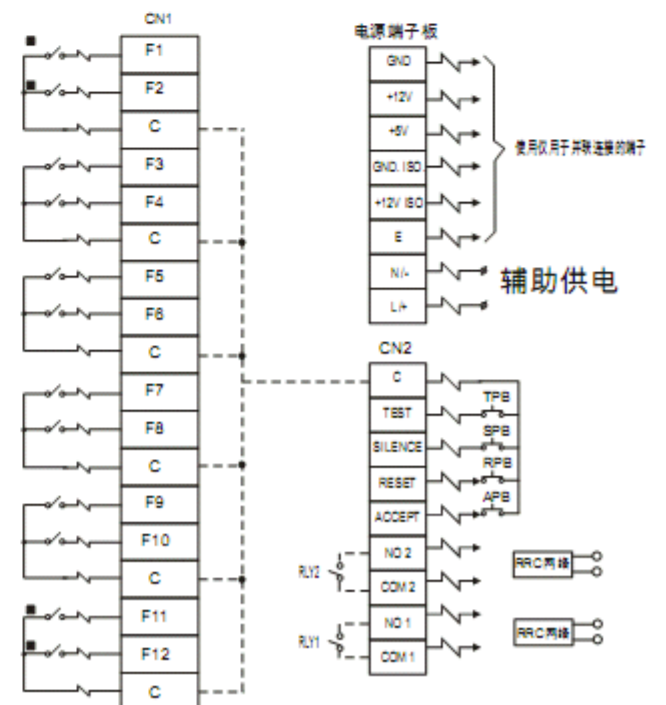 CN1
F1
F2
C
F3
F4
C
F5
F6
C
F7
F8
C
F9
F10
C
F11
F12
C
电源端子板
GND
+12V
+5V
GND. ISO.
+12V ISO
E
N/-
L/+
使用仅用于并联连接的端子
辅助供电
CN2
C
TEST
SILENCE
RESET
ACCEPT
NO 2
COM 2
NO 1
COM 1
TPB
SPB
RPB
APB
RLY2
RLY1
RRC网络
RRC网络